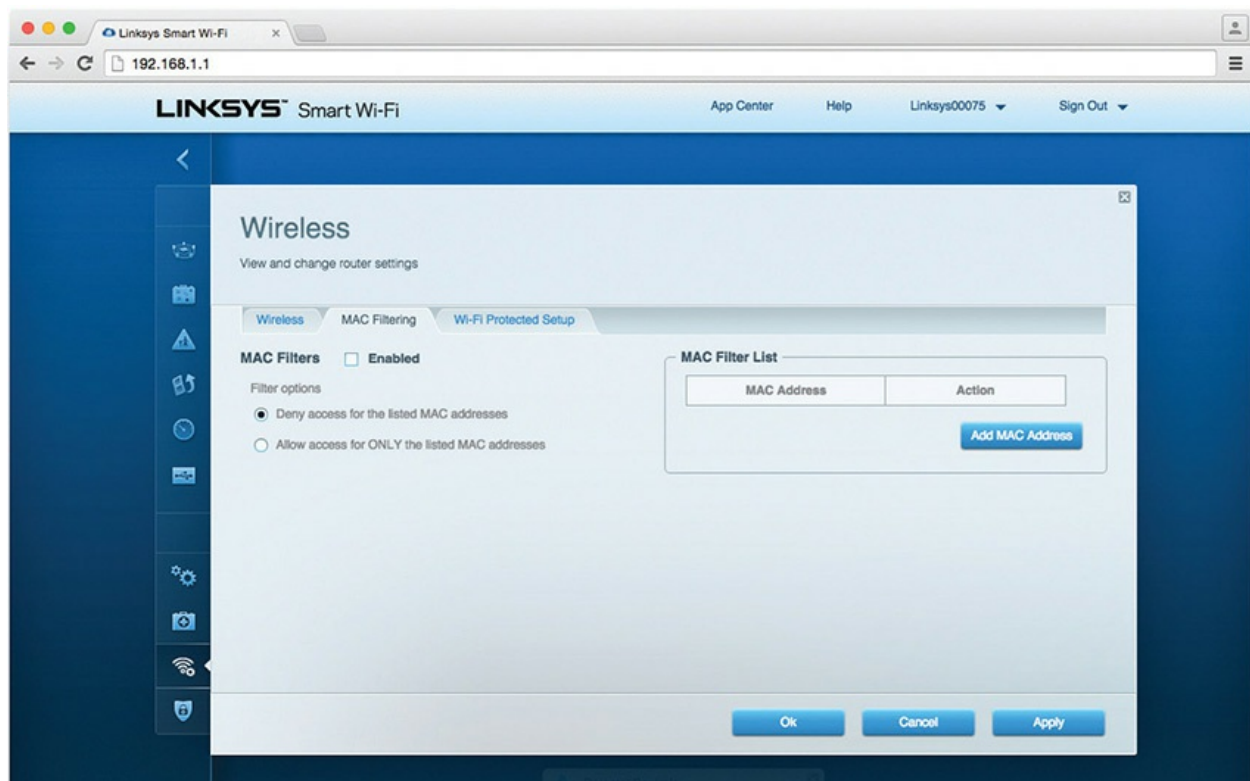 Linksys Smart Wi-Fi
192.168.1.1
LINKSYS™ Smart Wi-Fi
App Center Help Linksys00075 Sign Out
Wireless
View and change router settings
Wireless MAC Filtering Wi-Fi Protected Setup
MAC Filters Enabled
Filter options
Deny access for the listed MAC addresses
Allow access for ONLY the listed MAC addresses
MAC Filter List
MAC Address Action
Add MAC Address
Ok Cancel Apply